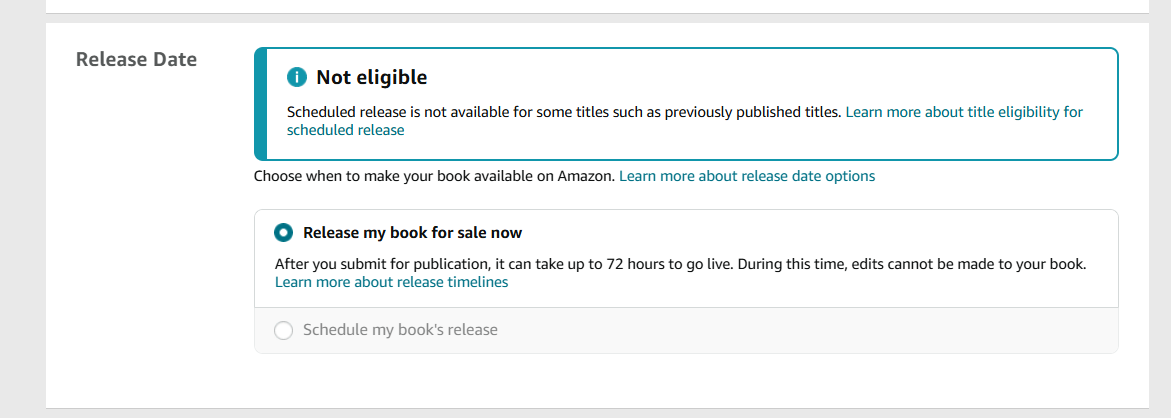 Release Date
Not eligible
Scheduled release is not available for some titles such as previously published titles. Learn more about title eligibility for
scheduled release
Choose when to make your book available on Amazon. Learn more about release date options
Release my book for sale now
After you submit for publication, it can take up to 72 hours to go live. During this time, edits cannot be made to your book.
Learn more about release timelines
Schedule my book's release